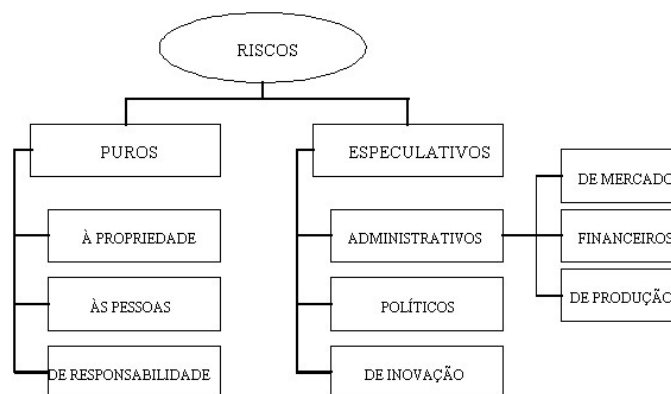 RISCOS
PUROS
ESPECULATIVOS
À PROPRIEDADE
ÀS PESSOAS
DE RESPONSABILIDADE
ADMINISTRATIVOS
POLÍTICOS
DE INOVAÇÃO
DE MERCADO
FINANCEIROS
DE PRODUÇÃO